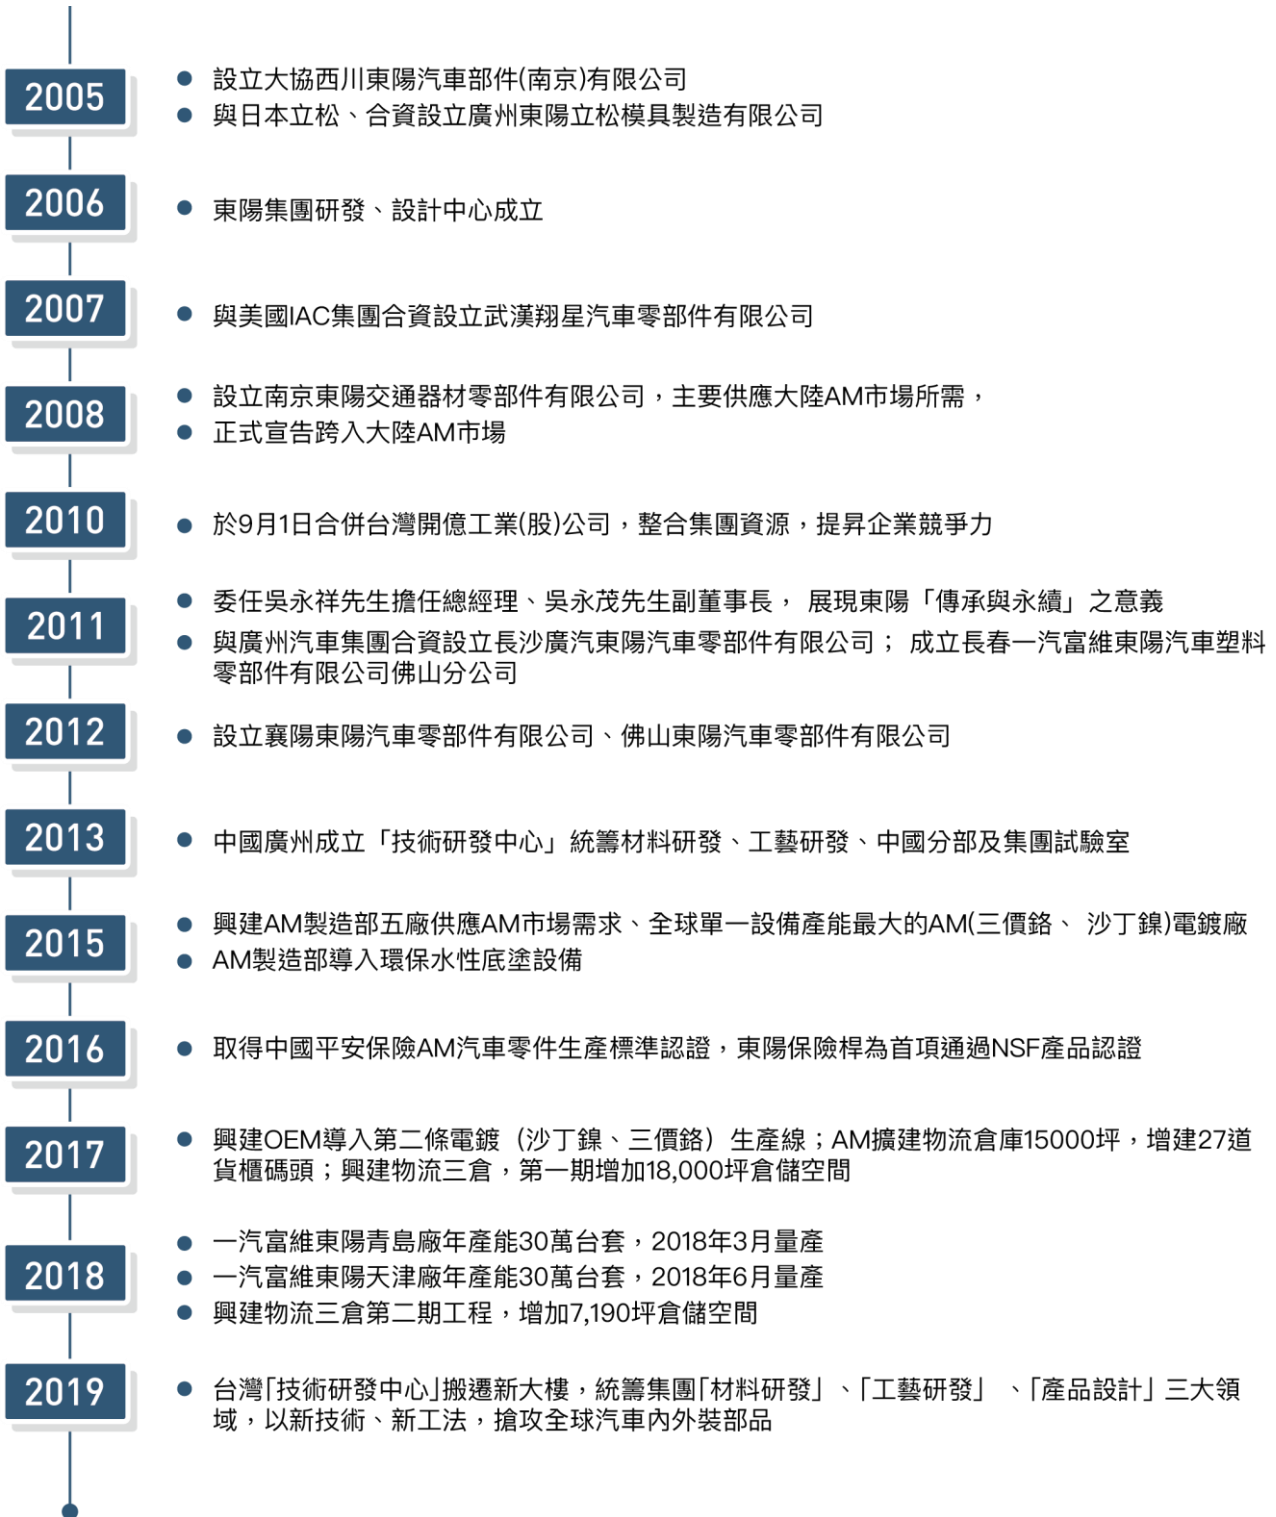 2005
設立大協西川東陽汽車部件(南京)有限公司
與日本立松、合資設立廣州東陽立松模具製造有限公司
2006
東陽集團研發、設計中心成立
2007
與美國IAC集團合資設立武漢翔星汽車零部件有限公司
2008
設立南京東陽交通器材零部件有限公司，主要供應大陸AM市場所需，
正式宣告跨入大陸AM市場
2010
於9月1日合併台灣開億工業(股)公司，整合集團資源，提昇企業競爭力
2011
委任吳永祥先生擔任總經理、吳永茂先生副董事長， 展現東陽「傳承與永續」之意義
與廣州汽車集團合資設立長沙廣汽東陽汽車零部件有限公司； 成立長春一汽富維東陽汽車塑料
零部件有限公司佛山分公司
2012
設立襄陽東陽汽車零部件有限公司、佛山東陽汽車零部件有限公司
2013
中國廣州成立「技術研發中心」統籌材料研發、工藝研發、中國分部及集團試驗室
2015
興建AM製造部五廠供應AM市場需求、全球單一設備產能最大的AM(三價鉻、 沙丁鎳)電鍍廠
AM製造部導入環保水性底塗設備
2016
取得中國平安保險AM汽車零件生產標準認證，東陽保險桿為首項通過NSF產品認證
2017
興建OEM導入第二條電鍍（沙丁鎳、三價鉻）生產線；AM擴建物流倉庫15000坪，增建27道
貨櫃碼頭；興建物流三倉，第一期增加18,000坪倉儲空間
2018
一汽富維東陽青島廠年產能30萬台套，2018年3月量產
一汽富維東陽天津廠年產能30萬台套，2018年6月量產
興建物流三倉第二期工程，增加7,190坪倉儲空間
2019
台灣「技術研發中心」搬遷新大樓，統籌集團「材料研發」、「工藝研發」 、「產品設計」三大領
域，以新技術、新工法，搶攻全球汽車內外裝部品